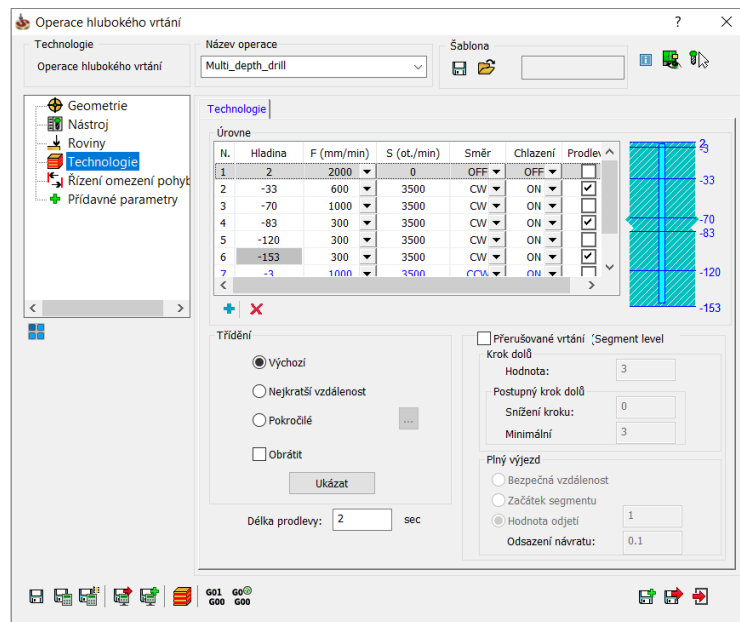 Operace hlubokého vrtání
? ×
Technologie
Operace hlubokého vrtání
Název operace
Multi_depth_drill
Šablona
Geometrie
Nástroj
Roviny
Technologie
Řízení omezení pohyb
Přídavné parametry
Technologie
Úrovne
N. Hladina F (mm/min) S (ot./min) Směr Chlazení Prodlev
1 2 2000 0 OFF OFF
2 -33 600 3500 CW ON
3 -70 1000 3500 CW ON
4 -83 300 3500 CW ON
5 -120 300 3500 CW ON
6 -153 300 3500 CW ON
7 -3 1000 3500 CCW ON
2
-3
-33
-70
-83
-120
-153
Třídění
Výchozí
Nejkratší vzdálenost
Pokročilé
...
Obrátit
Ukázat
Délka prodlevy: 2 sec
Přerušované vrtání (Segment level
Krok dolů
Hodnota: 3
Postupný krok dolů
Snížení kroku: 0
Minimální 3
Plný výjezd
Bezpečná vzdálenost
Začátek segmentu
Hodnota odjetí 1
Odsazení návratu: 0.1
G01 G00
G00 G00